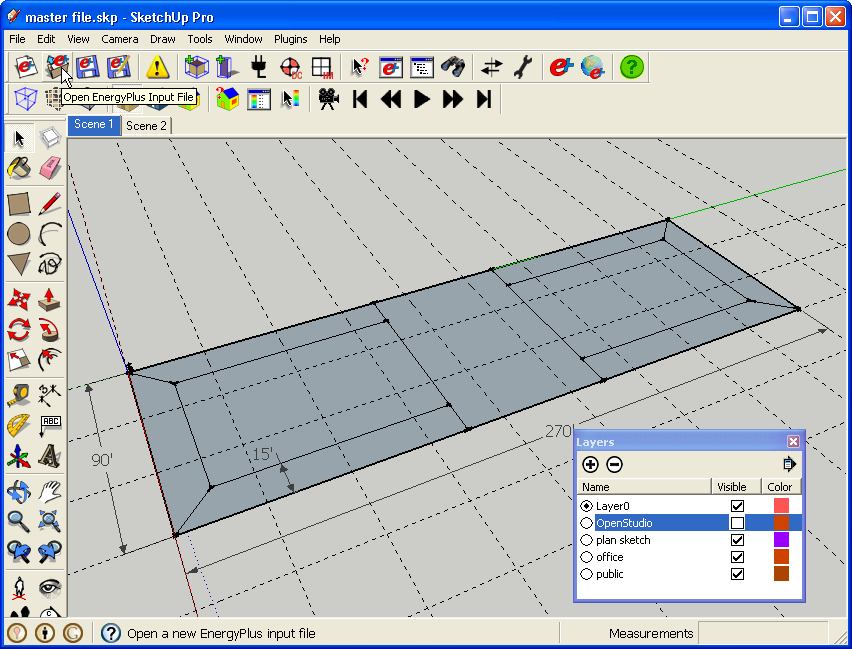 master file.skp - SketchUp Pro
File Edit View Camera Draw Tools Window Plugins Help
Open EnergyPlus Input File
Scene 1 Scene 2
ABC
90'
15'
270'
Layers
Name Visible Color
Layer0
OpenStudio
plan sketch
office
public
Open a new EnergyPlus input file
Measurements